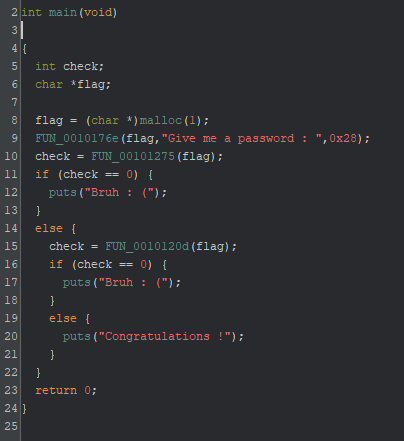 2 int main(void)
3
4 {
5 int check;
6 char *flag;
7
8 flag = (char *)malloc(1);
9 FUN_0010176e(flag,"Give me a password : ",0x28);
10 check = FUN_00101275(flag);
11 if (check == 0) {
12 puts("Bruh : (");
13 }
14 else {
15 check = FUN_0010120d(flag);
16 if (check == 0) {
17 puts("Bruh : (");
18 }
19 else {
20 puts("Congratulations !");
21 }
22 }
23 return 0;
24 }
25